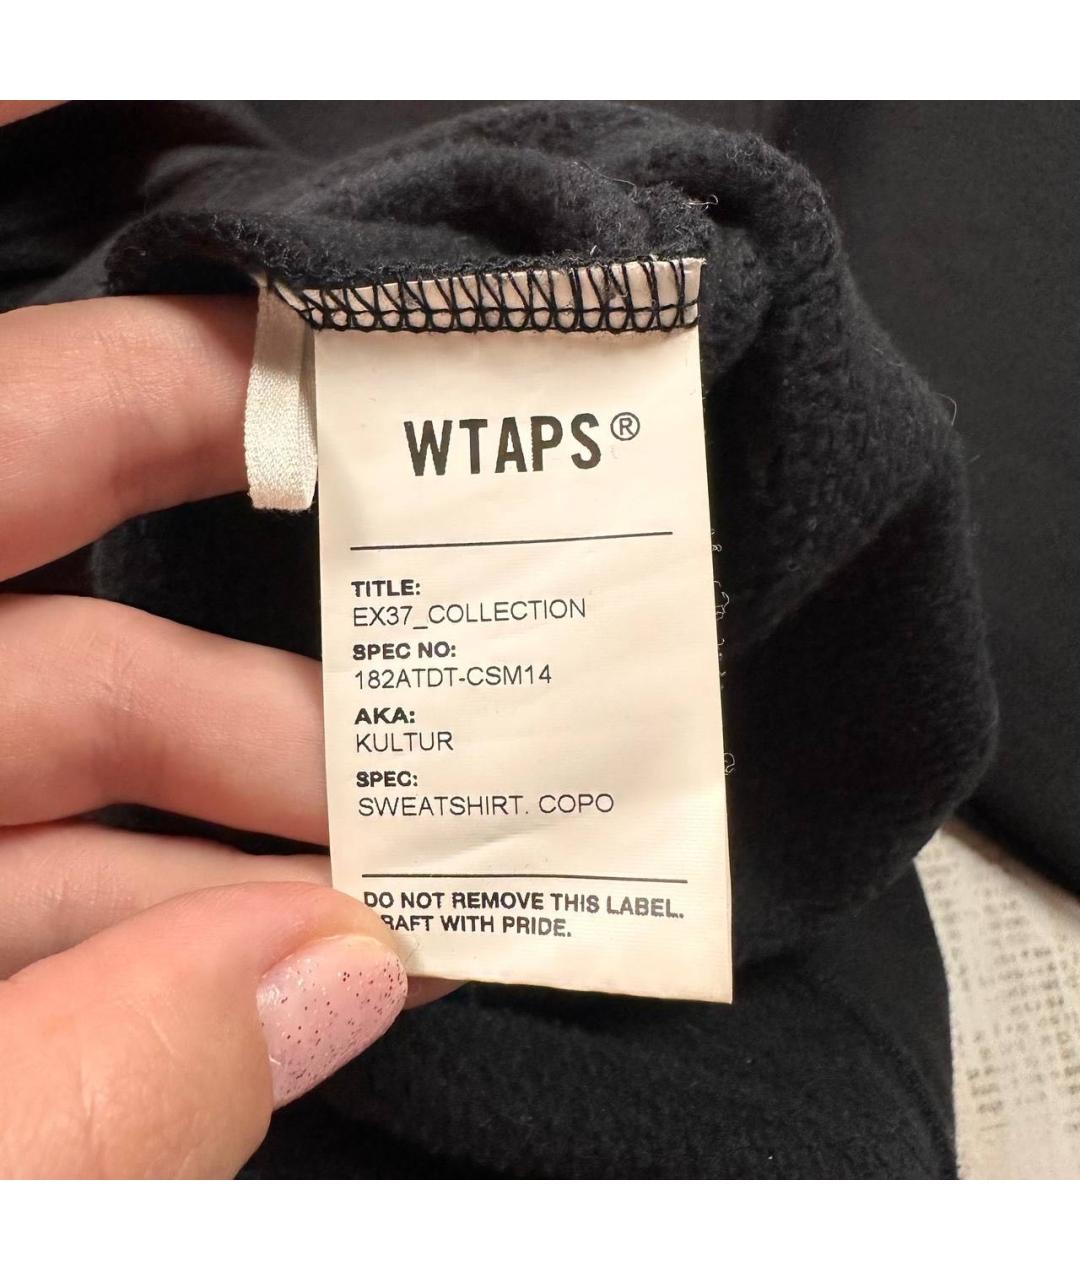 WTAPS®
TITLE:
EX37_COLLECTION
SPEC NO:
182ATDT-CSM14
AKA:
KULTUR
SPEC:
SWEATSHIRT. COPO
DO NOT REMOVE THIS LABEL.
RAFT WITH PRIDE.